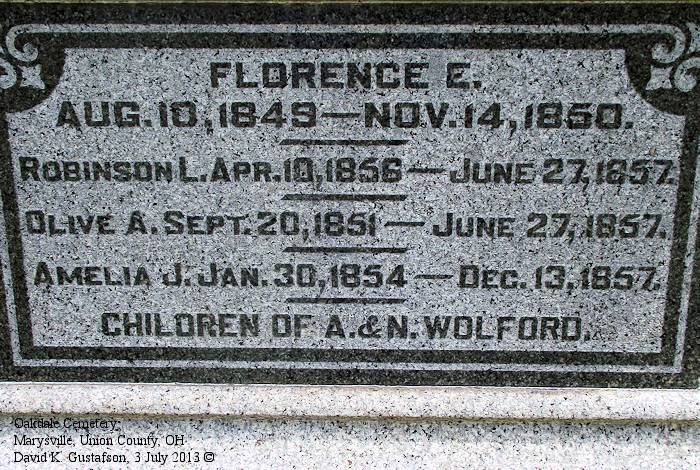 FLORENCE E.
AUG. 10, 1849 — NOV. 14, 1850.
ROBINSON L. APR. 10, 1856 — JUNE 27, 1857.
OLIVE A. SEPT. 20, 1851 — JUNE 27, 1857.
AMELIA J. JAN. 30, 1854 — DEC. 13, 1857.
CHILDREN OF A. & N. WOLFORD.
Oakdale Cemetery
Marysville, Union County, OH
David K. Gustafson, 3 July 2013 ©